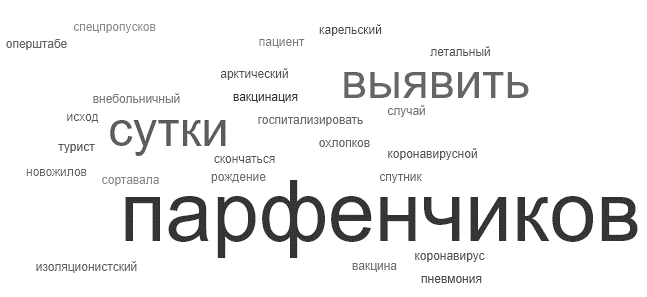 спецпропусков
карельский
оперштабе
пациент
летальный
арктический
выявить
внебольничный
вакцинация
случай
исход
сутки
госпитализировать
турист
охлопков
скончаться
коронавирусной
новожилов
сортавала
рождение
спутник
парфенчиков
коронавирус
изоляционистский
вакцина
пневмония